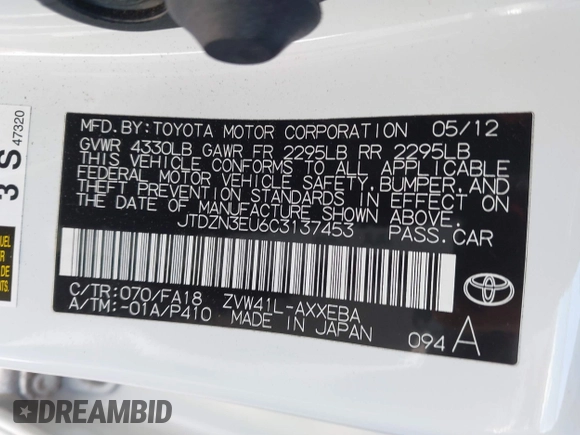 MFD. BY: TOYOTA MOTOR CORPORATION 05/12
GVWR 4330LB GAWR FR 2295LB RR 2295LB
THIS VEHICLE CONFORMS TO ALL APPLICABLE
FEDERAL MOTOR VEHICLE SAFETY, BUMPER, AND
THEFT PREVENTION STANDARDS IN EFFECT ON
THE DATE OF MANUFACTURE SHOWN ABOVE.
JTDZN3EU6C3137453 PASS.CAR
C/TR: 070/FA18 ZVW41L-AXXEBA
A/TM: -01A/P410 MADE IN JAPAN
094 A
TOYOTA
3 S 47320
DREAMBID